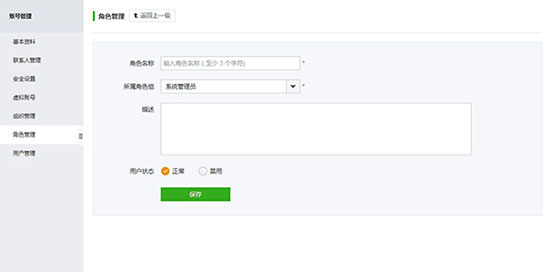 账号管理
基本资料
联系人管理
安全设置
虚拟账号
组织管理
角色管理
用户管理
角色管理 返回上一级
角色名称 输入角色名称（至少 3 个字符） *
所属角色组 系统管理员 *
描述
用户状态 正常 禁用
保存